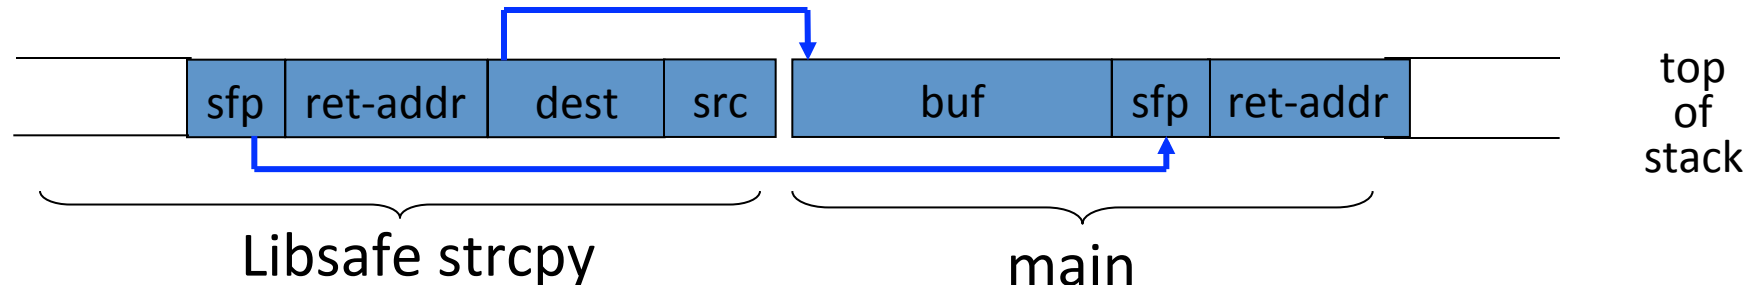 sfp ret-addr dest src buf sfp ret-addr
top
of
stack
Libsafe strcpy
main